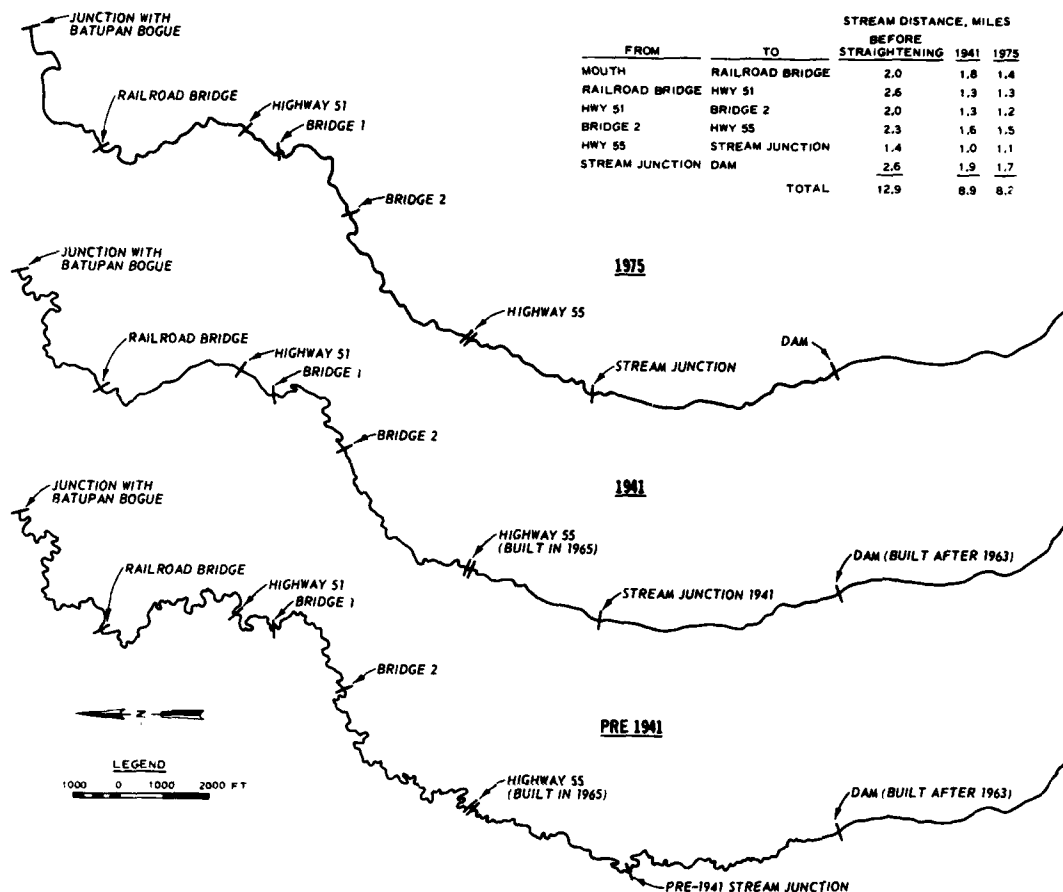 JUNCTION WITH
BATUPAN BOGUE
RAILROAD BRIDGE
HIGHWAY 51
BRIDGE 1
BRIDGE 2
HIGHWAY 55
STREAM JUNCTION
DAM
1975
STREAM DISTANCE, MILES
FROM TO BEFORE STRAIGHTENING 1941 1975
MOUTH RAILROAD BRIDGE 2.0 1.8 1.4
RAILROAD BRIDGE HWY 51 2.6 1.3 1.3
HWY 51 BRIDGE 2 2.0 1.3 1.2
BRIDGE 2 HWY 55 2.3 1.6 1.5
HWY 55 STREAM JUNCTION 1.4 1.0 1.1
STREAM JUNCTION DAM 2.6 1.9 1.7
TOTAL 12.9 8.9 8.2
JUNCTION WITH
BATUPAN BOGUE
RAILROAD BRIDGE
HIGHWAY 51
BRIDGE 1
BRIDGE 2
1941
HIGHWAY 55
(BUILT IN 1965)
STREAM JUNCTION 1941
DAM (BUILT AFTER 1963)
JUNCTION WITH
BATUPAN BOGUE
RAILROAD BRIDGE
HIGHWAY 51
BRIDGE 1
BRIDGE 2
PRE 1941
HIGHWAY 55
(BUILT IN 1965)
DAM (BUILT AFTER 1963)
PRE-1941 STREAM JUNCTION
N
LEGEND
1000 0 1000 2000 FT